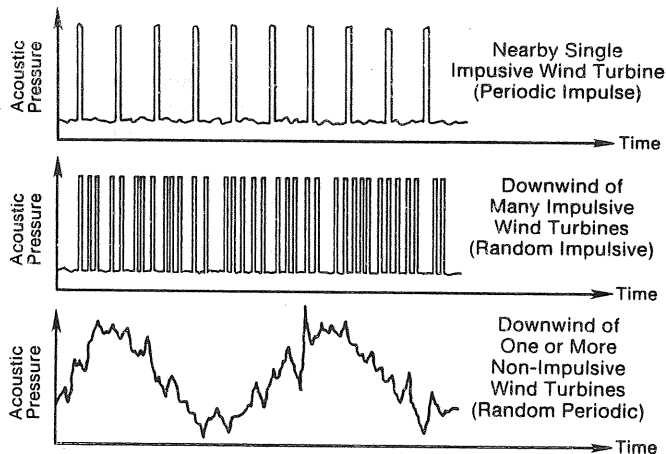 Acoustic
Pressure
Nearby Single
Impusive Wind Turbine
(Periodic Impulse)
Time
Acoustic
Pressure
Downwind of
Many Impulsive
Wind Turbines
(Random Impulsive)
Time
Acoustic
Pressure
Downwind of
One or More
Non-Impulsive
Wind Turbines
(Random Periodic)
Time